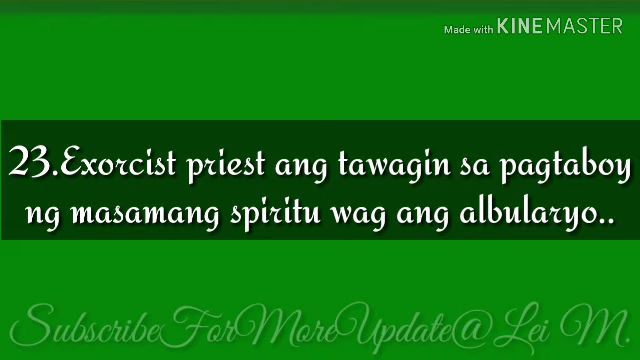 Made with KINEMASTER
23.Exorcist priest ang tawagin sa pagtaboy
ng masamang spiritu wag ang albularyo..
SubscribeForMoreUpdate@Lei M.